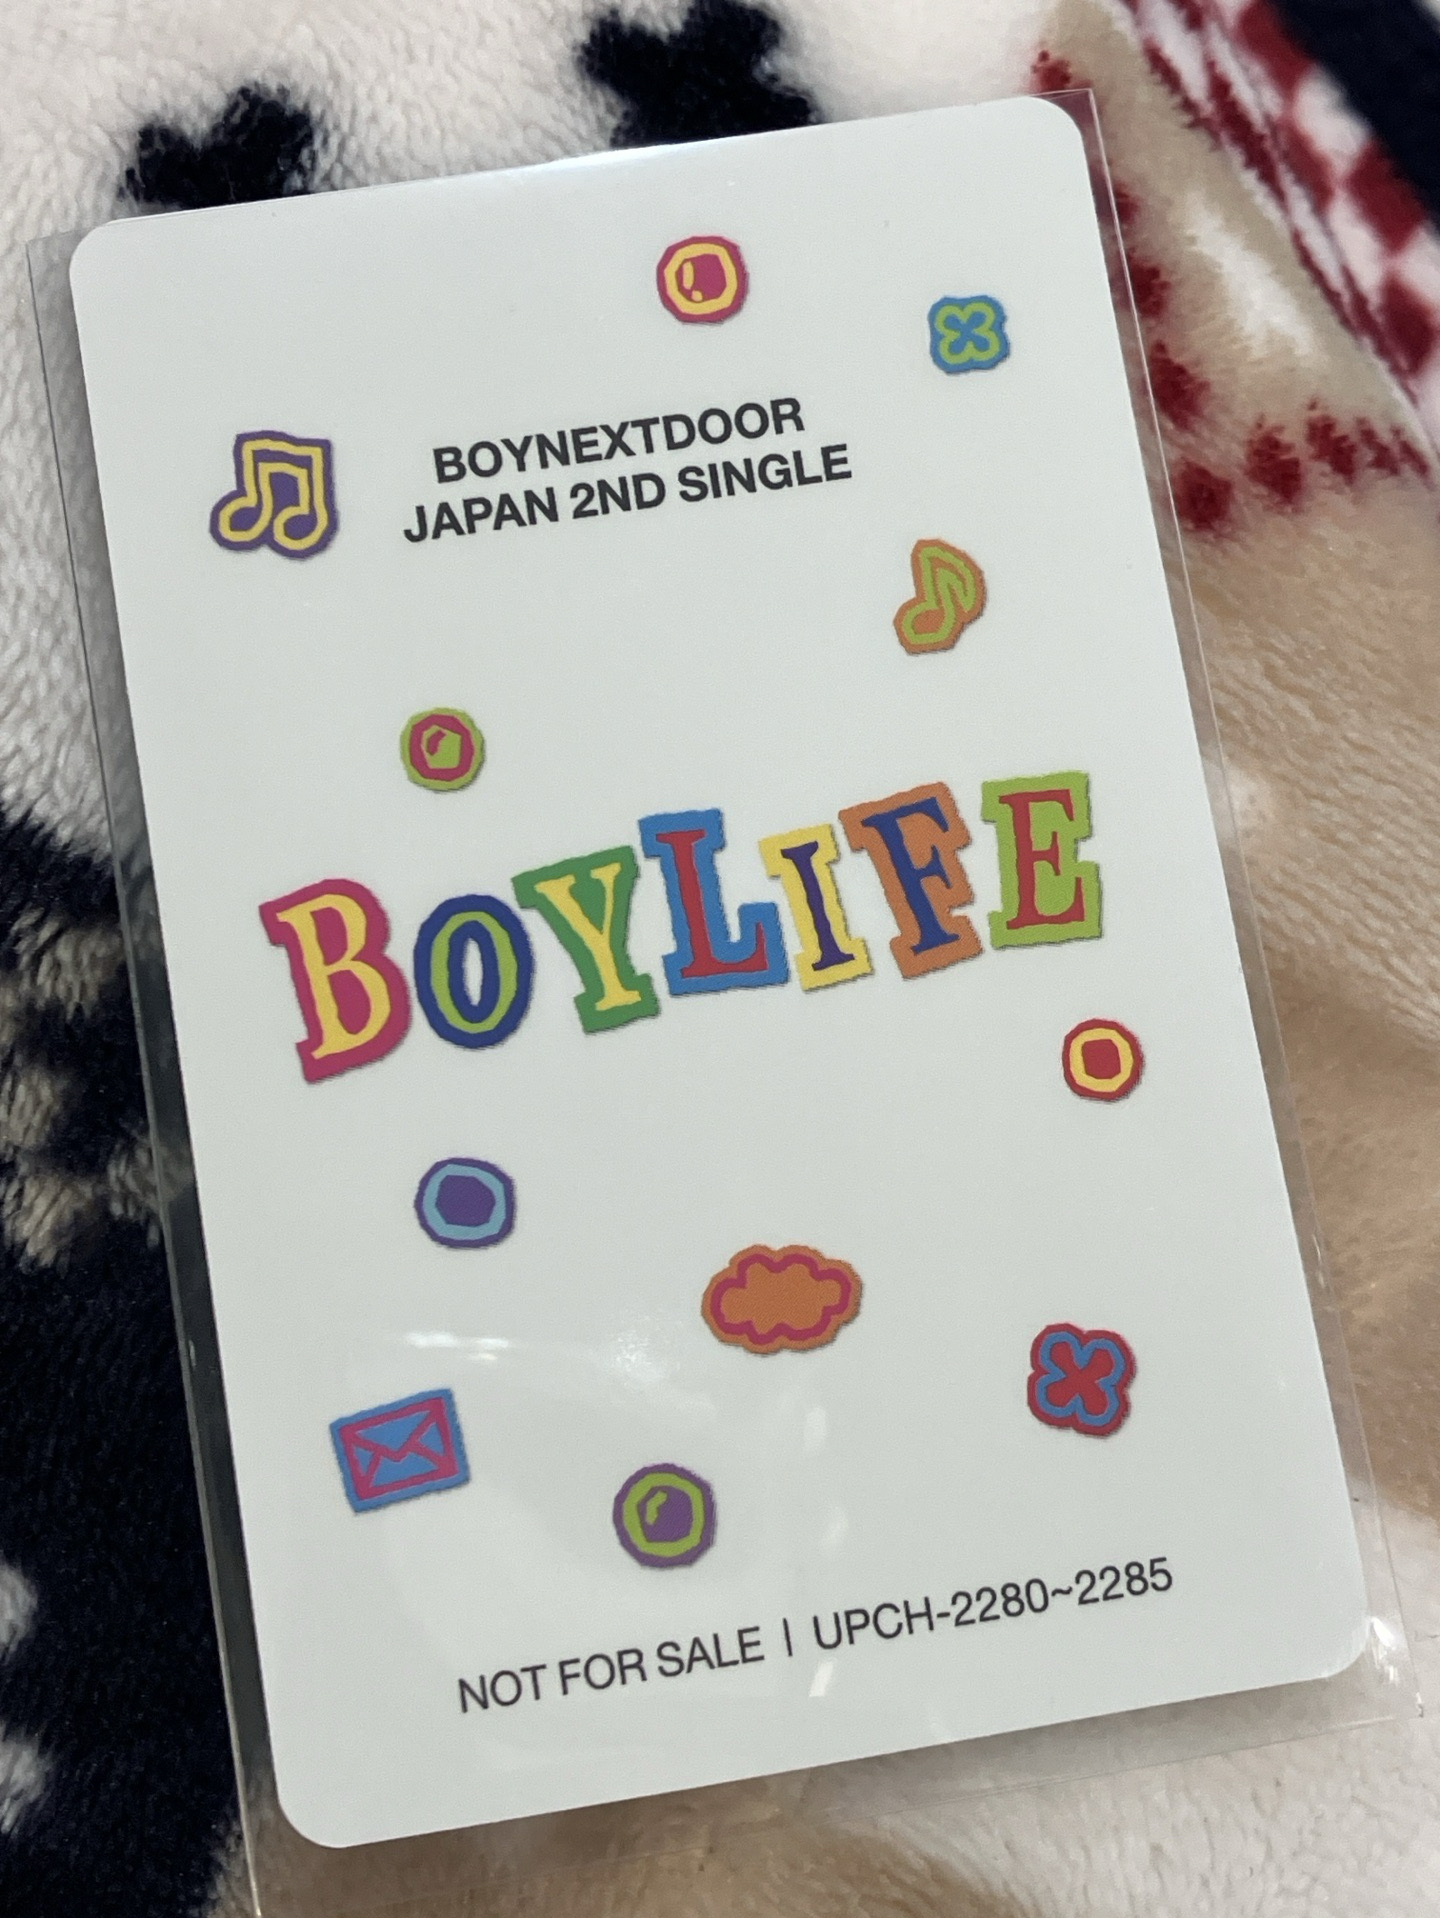 BOYNEXTDOOR
JAPAN 2ND SINGLE
BOYLIFE
NOT FOR SALE | UPCH-2280~2285